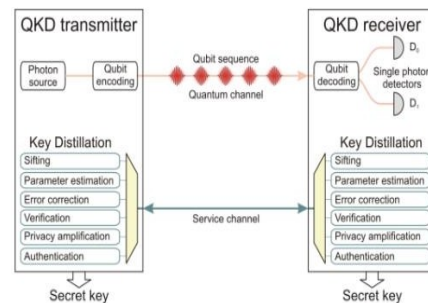 QKD transmitter
Photon source
Qubit encoding
Qubit sequence
Quantum channel
QKD receiver
Qubit decoding
D₀
Single photon detectors
D₁
Key Distillation
Sifting
Parameter estimation
Error correction
Verification
Privacy amplification
Authentication
Service channel
Key Distillation
Sifting
Parameter estimation
Error correction
Verification
Privacy amplification
Authentication
Secret key
Secret key